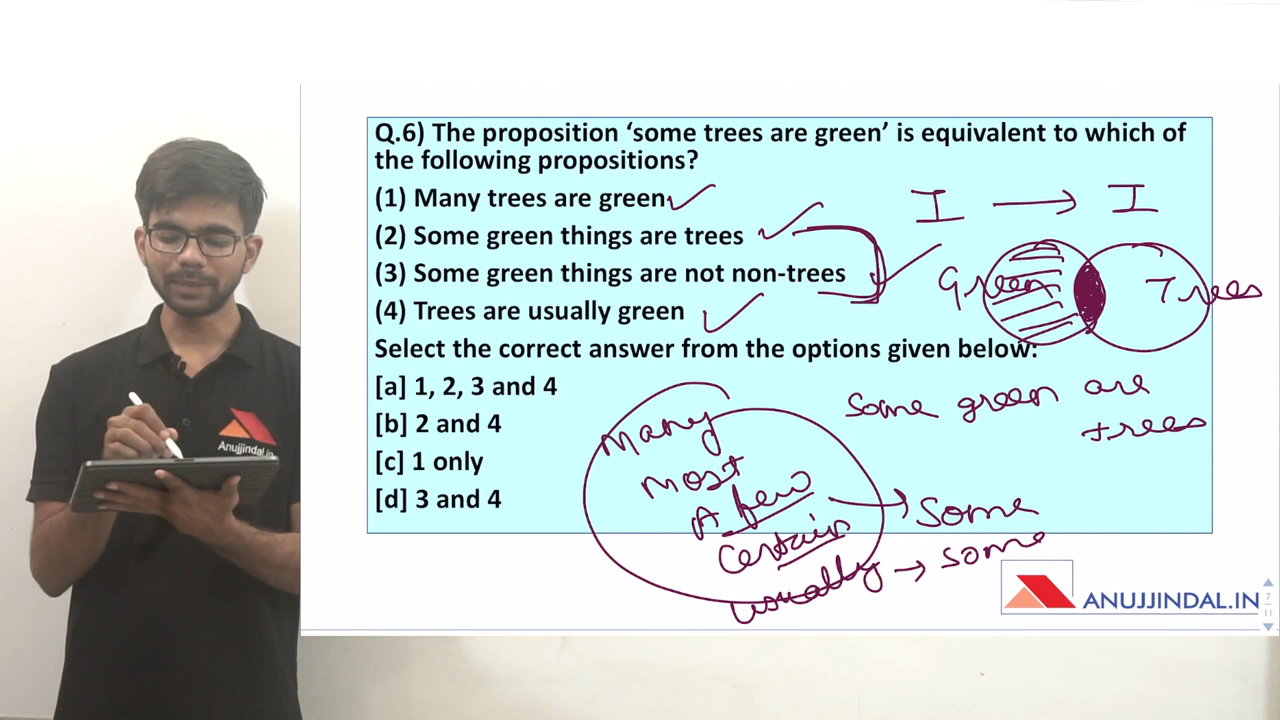 Q.6) The proposition ‘some trees are green’ is equivalent to which of
the following propositions?
(1) Many trees are green
(2) Some green things are trees
(3) Some green things are not non-trees
(4) Trees are usually green
Select the correct answer from the options given below:
[a] 1, 2, 3 and 4
[b] 2 and 4
[c] 1 only
[d] 3 and 4
I → I
Green Trees
Some green are
trees
Many
Most
A few → Some
Certain
usually → some
Anujjindal.in
ANUJJINDAL.IN
7
11